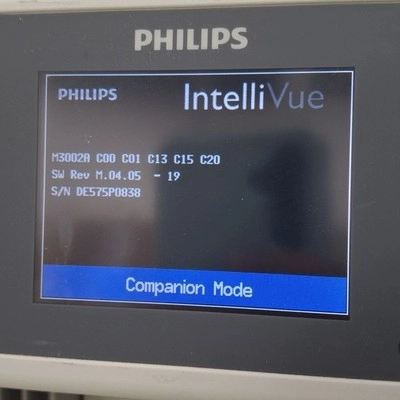 PHILIPS
PHILIPS IntelliVue
M3002A C00 C01 C13 C15 C20
SW Rev M.04.05 - 19
S/N DE575P0838
Companion Mode